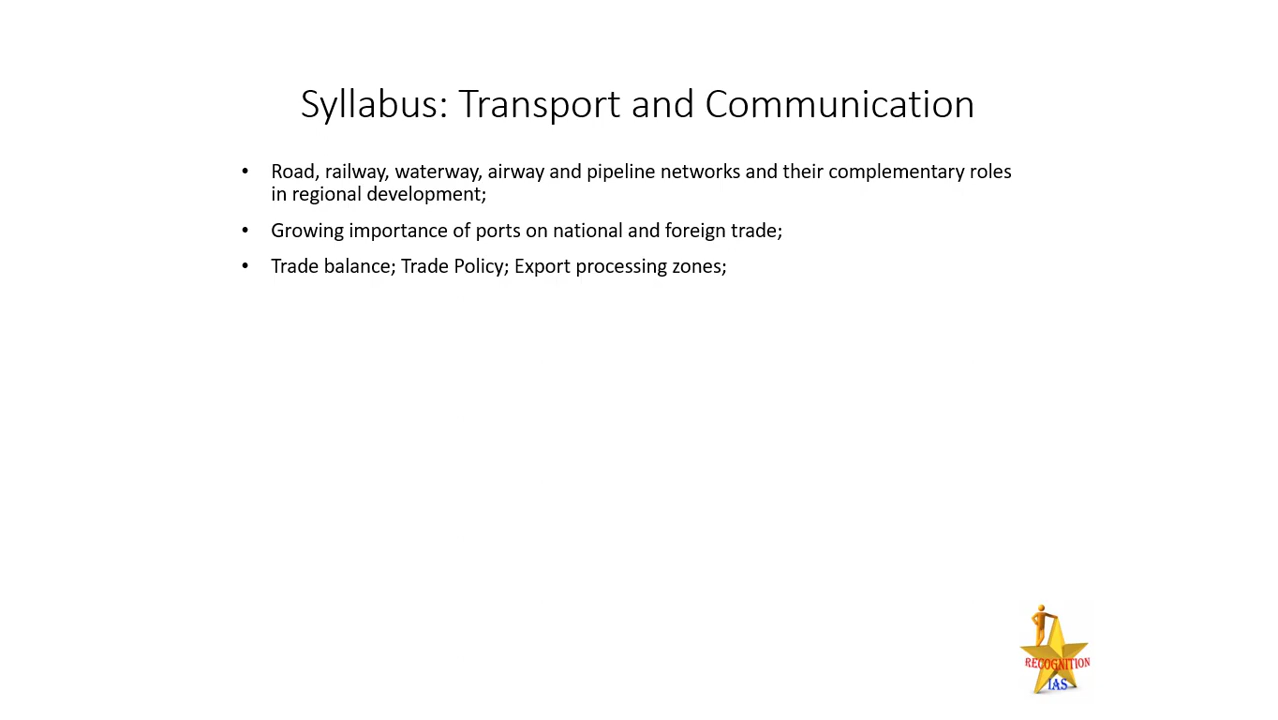 Syllabus: Transport and Communication
• Road, railway, waterway, airway and pipeline networks and their complementary roles
in regional development;
• Growing importance of ports on national and foreign trade;
• Trade balance; Trade Policy; Export processing zones;
RECOGNITION
IAS